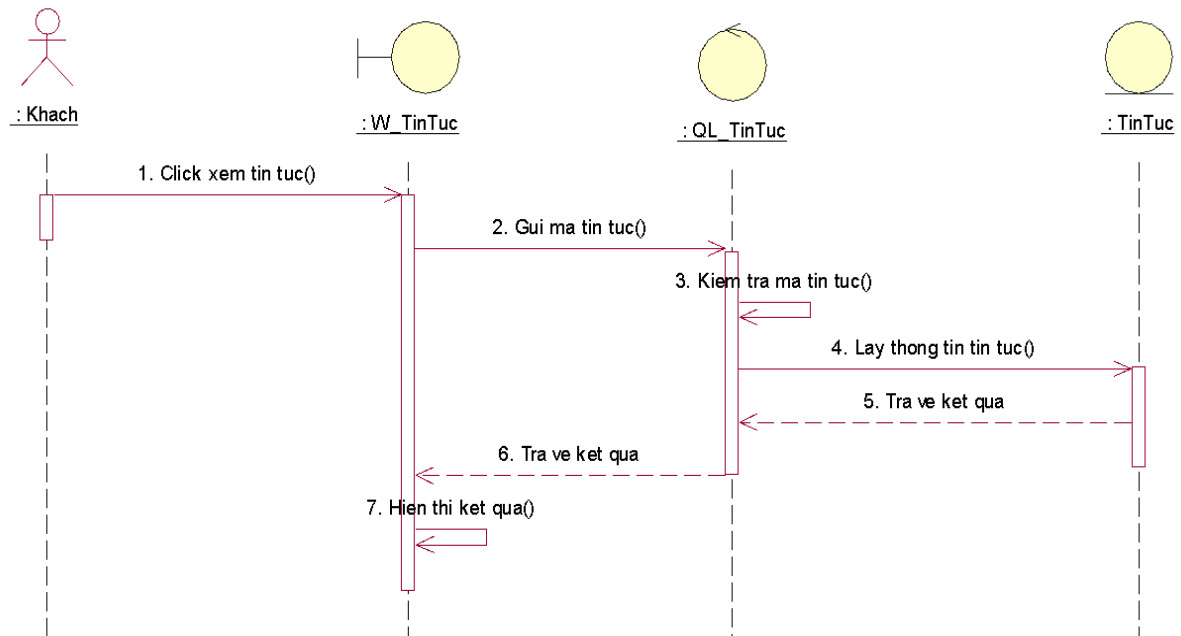 : Khach
: W_TinTuc
: QL_TinTuc
: TinTuc
1. Click xem tin tuc()
2. Gui ma tin tuc()
3. Kiem tra ma tin tuc()
4. Lay thong tin tin tuc()
5. Tra ve ket qua
6. Tra ve ket qua
7. Hien thi ket qua()